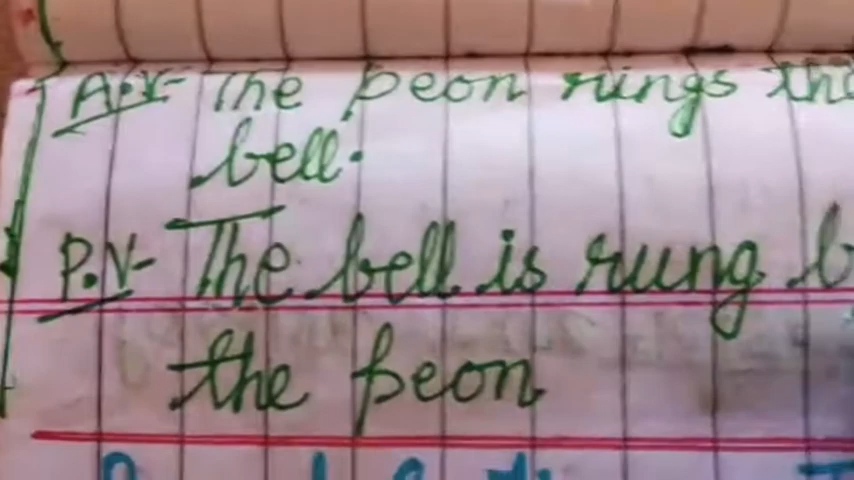 A.V- The peon rings the
bell.
P.V- The bell is rung b
the peon